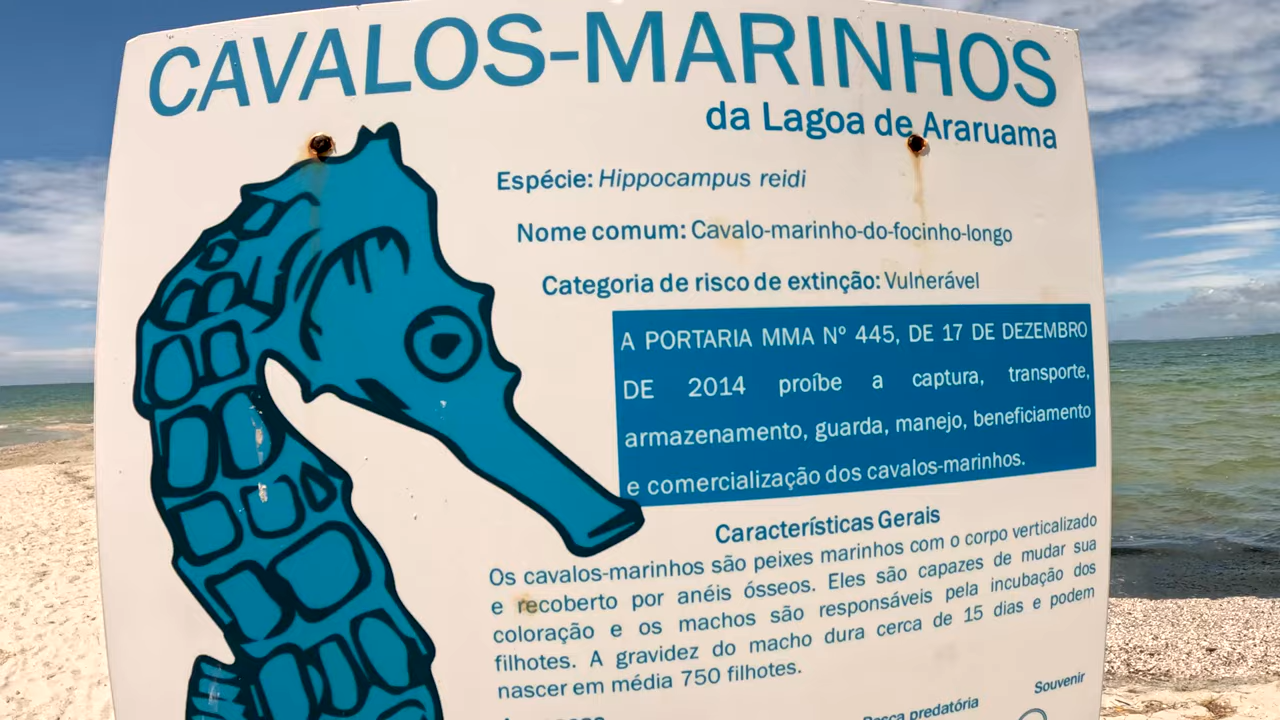 CAVALOS-MARINHOS
da Lagoa de Araruama
Espécie: Hippocampus reidi
Nome comum: Cavalo-marinho-do-focinho-longo
Categoria de risco de extinção: Vulnerável
A PORTARIA MMA Nº 445, DE 17 DE DEZEMBRO
DE 2014 proíbe a captura, transporte,
armazenamento, guarda, manejo, beneficiamento
e comercialização dos cavalos-marinhos.
Características Gerais
Os cavalos-marinhos são peixes marinhos com o corpo verticalizado
e recoberto por anéis ósseos. Eles são capazes de mudar sua
coloração e os machos são responsáveis pela incubação dos
filhotes. A gravidez do macho dura cerca de 15 dias e podem
nascer em média 750 filhotes.
Souvenir
predatória